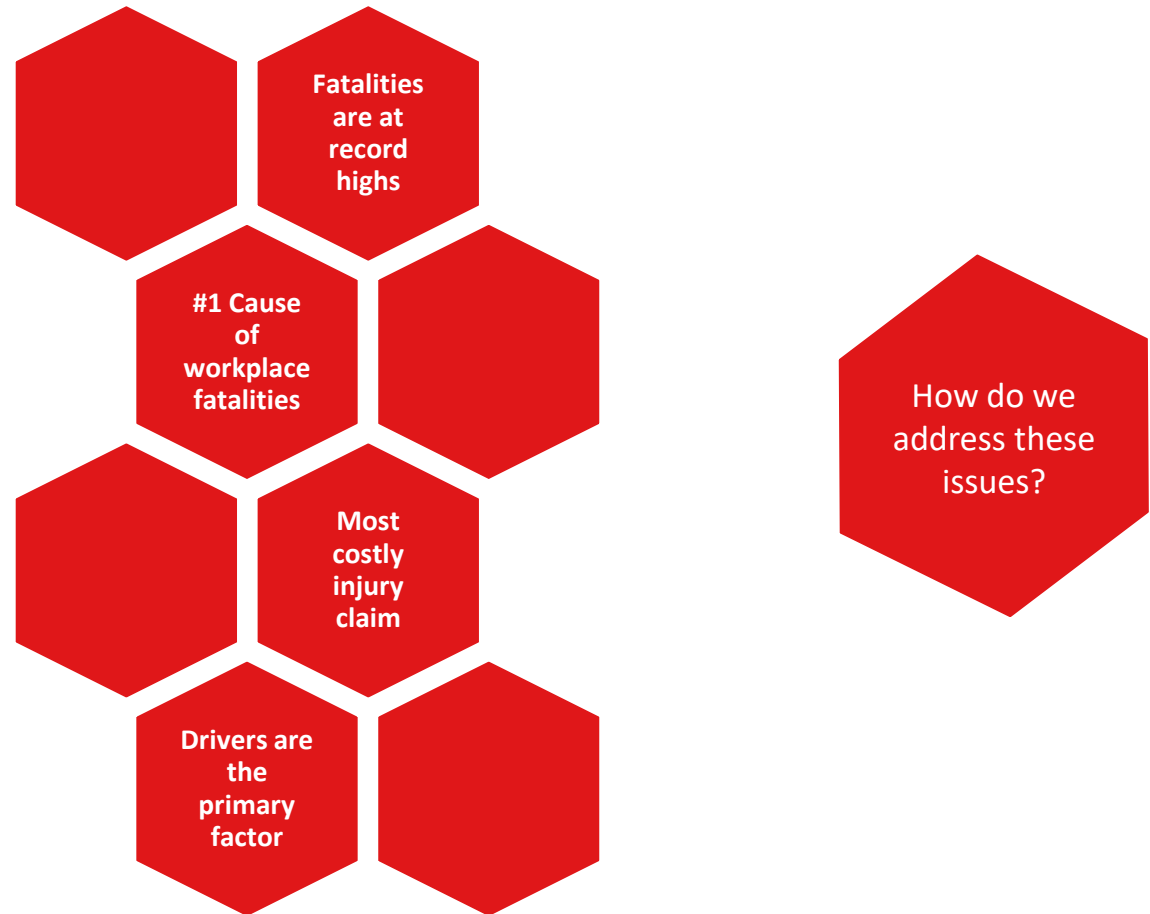 Fatalities
are at
record
highs
#1 Cause
of
workplace
fatalities
Most
costly
injury
claim
Drivers are
the
primary
factor
How do we
address these
issues?